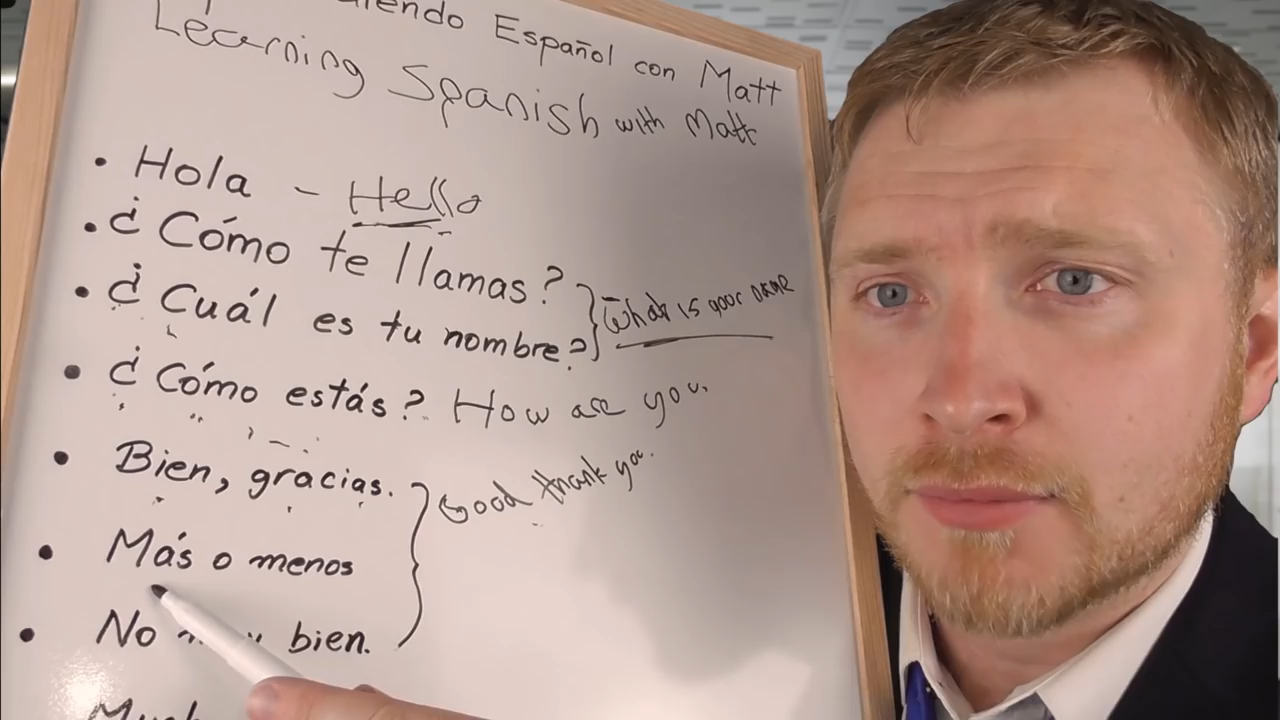 Español con Matt
Learning Spanish with Matt
• Hola - Hello
• ¿Cómo te llamas?
• ¿Cuál es tu nombre? } What is your name
• ¿Cómo estás? How are you.
• Bien, gracias. } Good thank you.
• Más o menos
• No bien.